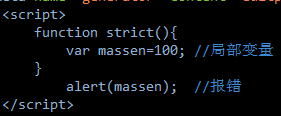 <script>
function strict(){
var massen=100; //局部变量
}
alert(massen); //报错
</script>